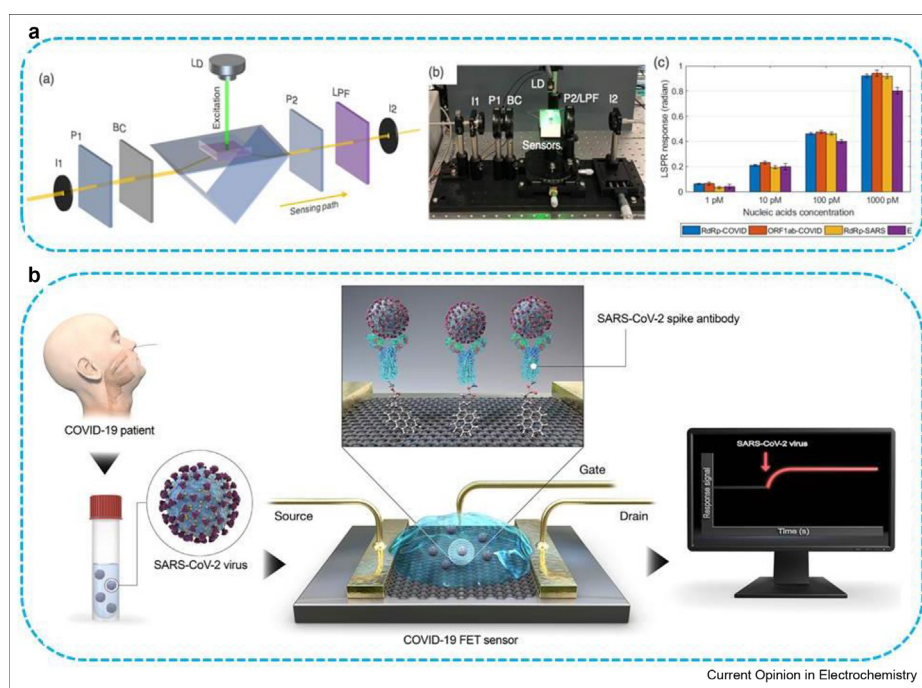 a
(a)
LD
Excitation
P2
LPF
I2
P1
BC
I1
Sensing path
(b)
LD
I1
P1
BC
P2/LPF
I2
Sensors
(c)
LSPR response (radian)
1
0.8
0.6
0.4
0.2
0
1 pM
10 pM
100 pM
1000 pM
Nucleic acids concentration
RdRp-COVID
ORF1ab-COVID
RdRp-SARS
E
b
SARS-CoV-2 spike antibody
COVID-19 patient
SARS-CoV-2 virus
Source
Gate
Drain
COVID-19 FET sensor
SARS-CoV-2 virus
Response signal
Time (s)
Current Opinion in Electrochemistry